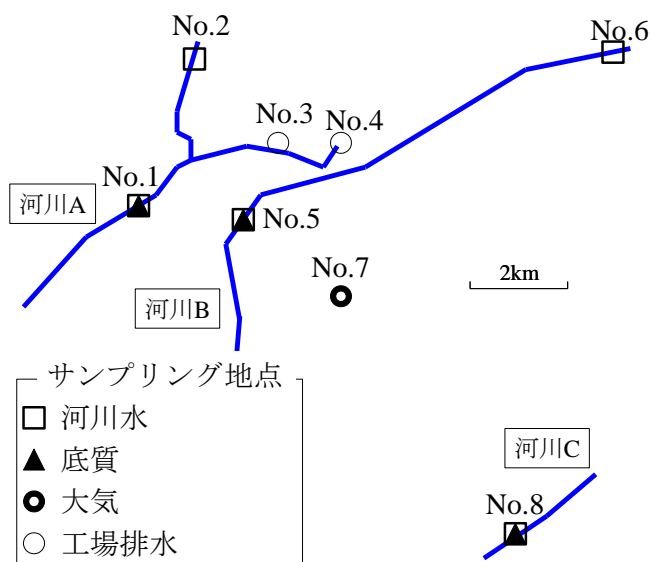 No.2
No.6
No.3
No.4
No.1
河川A
No.5
No.7
2km
河川B
サンプリング地点
河川水
底質
大気
工場排水
河川C
No.8